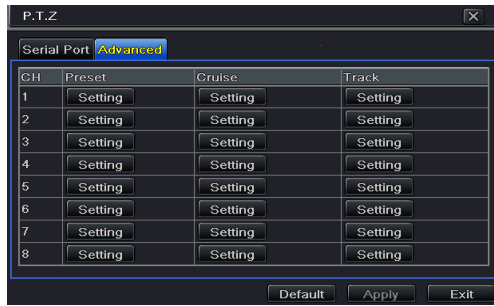 P.T.Z
Serial Port Advanced
CH Preset Cruise Track
1 Setting Setting Setting
2 Setting Setting Setting
3 Setting Setting Setting
4 Setting Setting Setting
5 Setting Setting Setting
6 Setting Setting Setting
7 Setting Setting Setting
8 Setting Setting Setting
Default Apply Exit